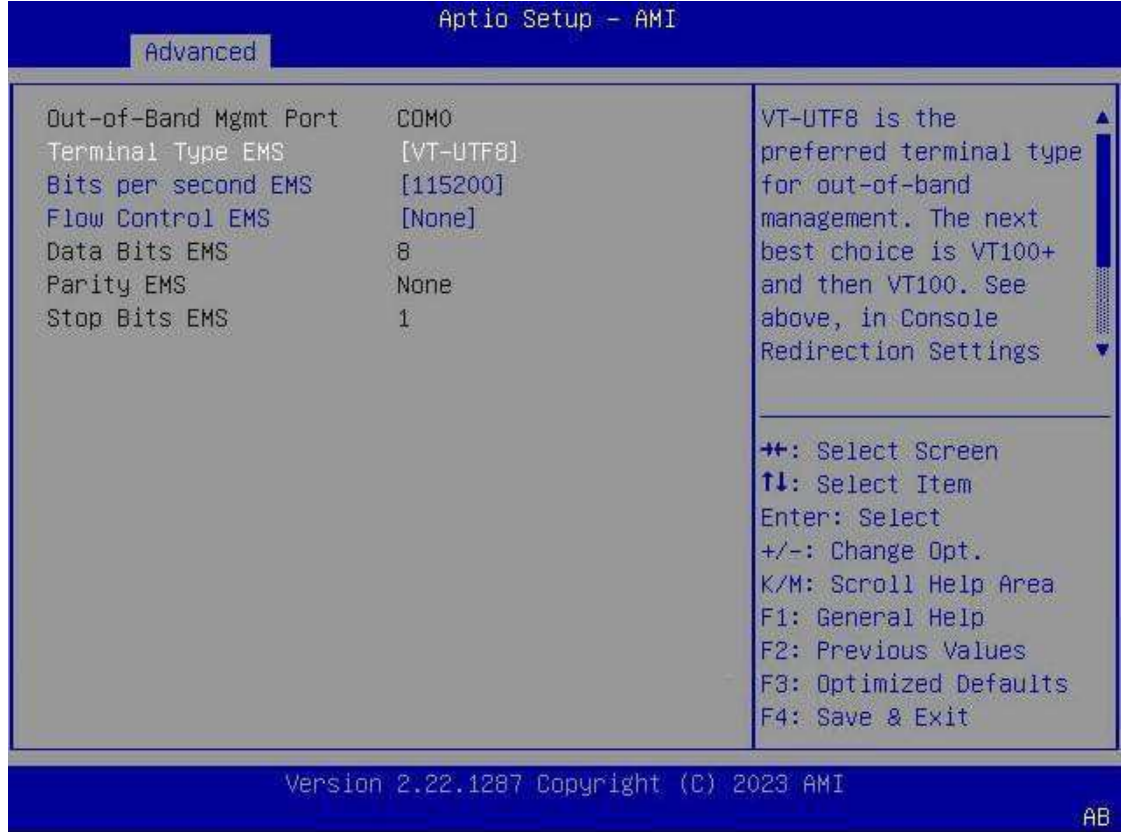 Aptio Setup – AMI
Advanced
Out-of-Band Mgmt Port COM0
Terminal Type EMS [VT-UTF8]
Bits per second EMS [115200]
Flow Control EMS [None]
Data Bits EMS 8
Parity EMS None
Stop Bits EMS 1
VT-UTF8 is the
preferred terminal type
for out-of-band
management. The next
best choice is VT100+
and then VT100. See
above, in Console
Redirection Settings
→←: Select Screen
↑↓: Select Item
Enter: Select
+/-: Change Opt.
K/M: Scroll Help Area
F1: General Help
F2: Previous Values
F3: Optimized Defaults
F4: Save & Exit
Version 2.22.1287 Copyright (C) 2023 AMI
AB